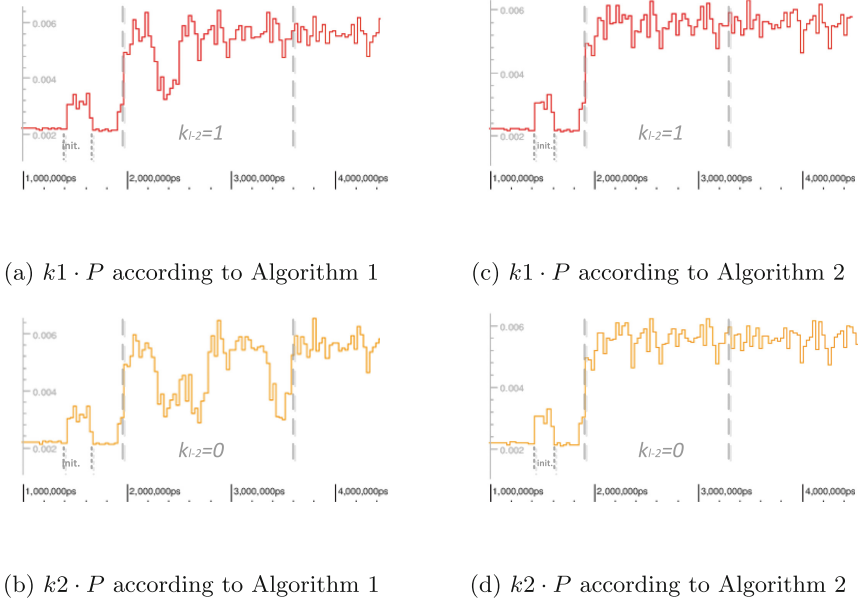 0.006
0.004
0.002
init.
kl-2=1
1,000,000ps 2,000,000ps 3,000,000ps 4,000,000ps
(a) k1 · P according to Algorithm 1
0.006
0.004
0.002
init.
kl-2=1
1,000,000ps 2,000,000ps 3,000,000ps 4,000,000ps
(c) k1 · P according to Algorithm 2
0.006
0.004
0.002
init.
kl-2=0
1,000,000ps 2,000,000ps 3,000,000ps 4,000,000ps
(b) k2 · P according to Algorithm 1
0.006
0.004
0.002
init.
kl-2=0
1,000,000ps 2,000,000ps 3,000,000ps 4,000,000ps
(d) k2 · P according to Algorithm 2